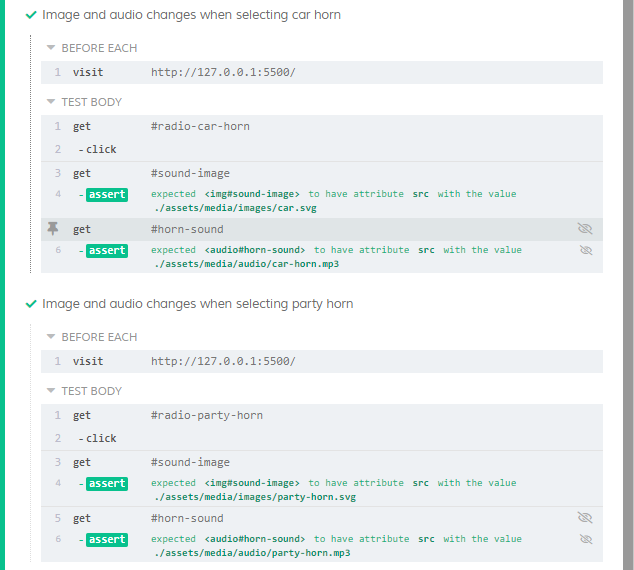 Image and audio changes when selecting car horn
BEFORE EACH
1 visit http://127.0.0.1:5500/
TEST BODY
1 get #radio-car-horn
2 -click
3 get #sound-image
4 -assert expected <img#sound-image> to have attribute src with the value
./assets/media/images/car.svg
get #horn-sound
6 -assert expected <audio#horn-sound> to have attribute src with the value
./assets/media/audio/car-horn.mp3
Image and audio changes when selecting party horn
BEFORE EACH
1 visit http://127.0.0.1:5500/
TEST BODY
1 get #radio-party-horn
2 -click
3 get #sound-image
4 -assert expected <img#sound-image> to have attribute src with the value
./assets/media/images/party-horn.svg
5 get #horn-sound
6 -assert expected <audio#horn-sound> to have attribute src with the value
./assets/media/audio/party-horn.mp3